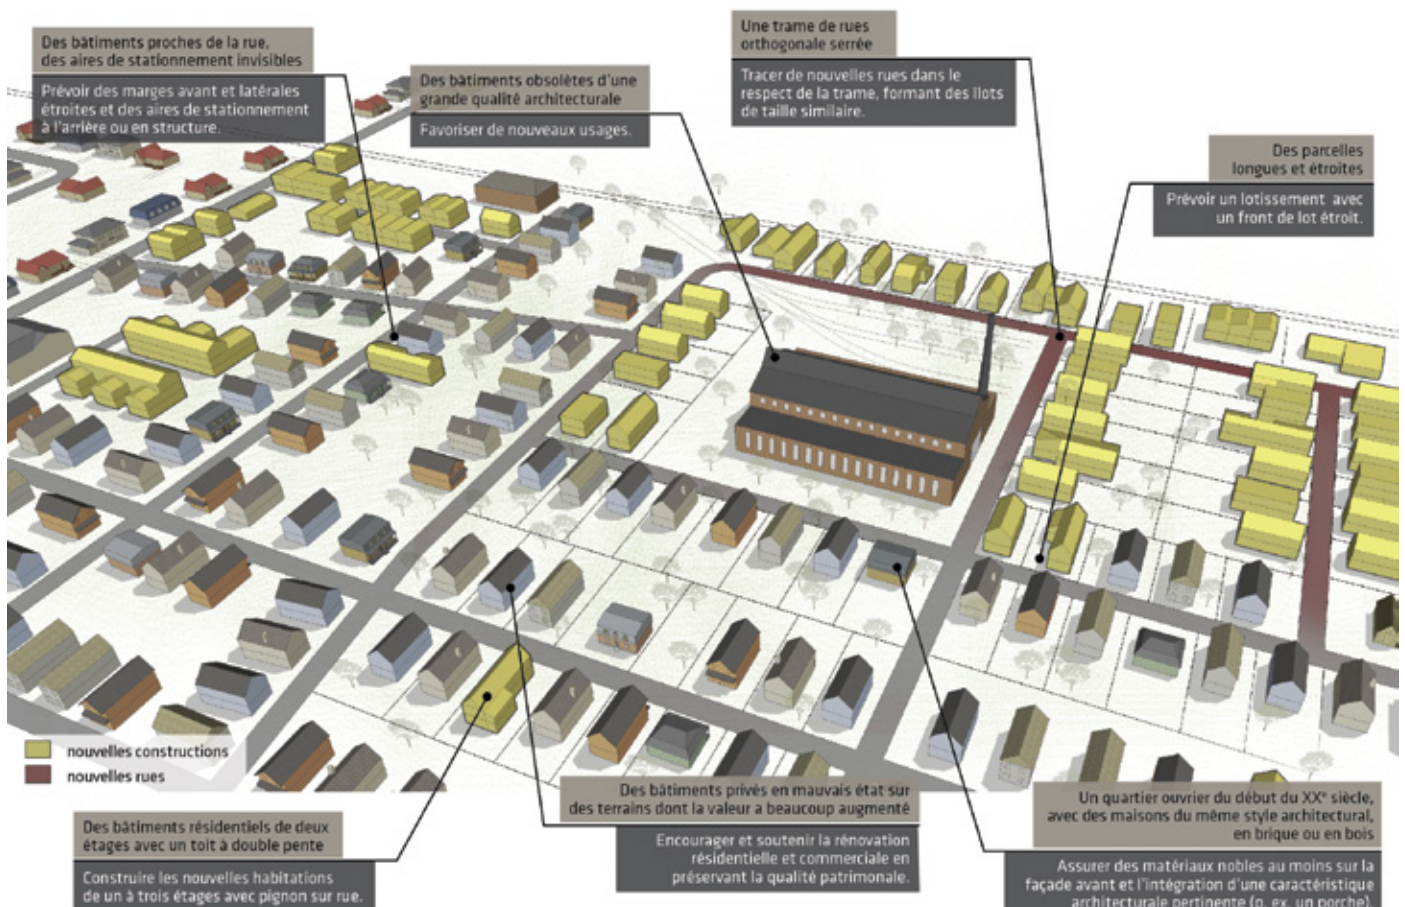 Des bâtiments proches de la rue,
des aires de stationnement invisibles
Prévoir des marges avant et latérales
étroites et des aires de stationnement
à l'arrière ou en structure.
Des bâtiments obsolètes d'une
grande qualité architecturale
Favoriser de nouveaux usages.
Une trame de rues
orthogonale serrée
Tracer de nouvelles rues dans le
respect de la trame, formant des îlots
de taille similaire.
Des parcelles
longues et étroites
Prévoir un lotissement avec
un front de lot étroit.
nouvelles constructions
nouvelles rues
Des bâtiments résidentiels de deux
étages avec un toit à double pente
Construire les nouvelles habitations
de un à trois étages avec pignon sur rue.
Des bâtiments privés en mauvais état sur
des terrains dont la valeur a beaucoup augmenté
Encourager et soutenir la rénovation
résidentielle et commerciale en
préservant la qualité patrimonale.
Un quartier ouvrier du début du XXe siècle,
avec des maisons du même style architectural,
en brique ou en bois
Assurer des matériaux nobles au moins sur la
façade avant et l'intégration d'une caractéristique
architecturale pertinente (p. ex. un porche).